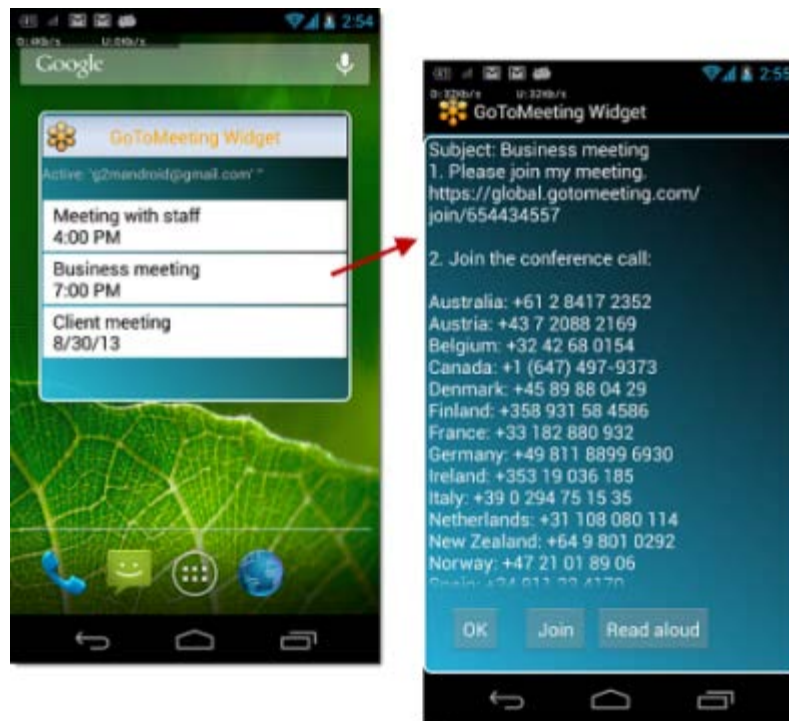 2:54
Google
GoToMeeting Widget
Active: 'g2mandroid@gmail.com' "
Meeting with staff
4:00 PM
Business meeting
7:00 PM
Client meeting
8/30/13
2:55
GoToMeeting Widget
Subject: Business meeting
1. Please join my meeting.
https://global.gotomeeting.com/
join/654434557
2. Join the conference call:
Australia: +61 2 8417 2352
Austria: +43 7 2088 2169
Belgium: +32 42 68 0154
Canada: +1 (647) 497-9373
Denmark: +45 89 88 04 29
Finland: +358 931 58 4586
France: +33 182 880 932
Germany: +49 811 8899 6930
Ireland: +353 19 036 185
Italy: +39 0 294 75 15 35
Netherlands: +31 108 080 114
New Zealand: +64 9 801 0292
Norway: +47 21 01 89 06
OK
Join
Read aloud